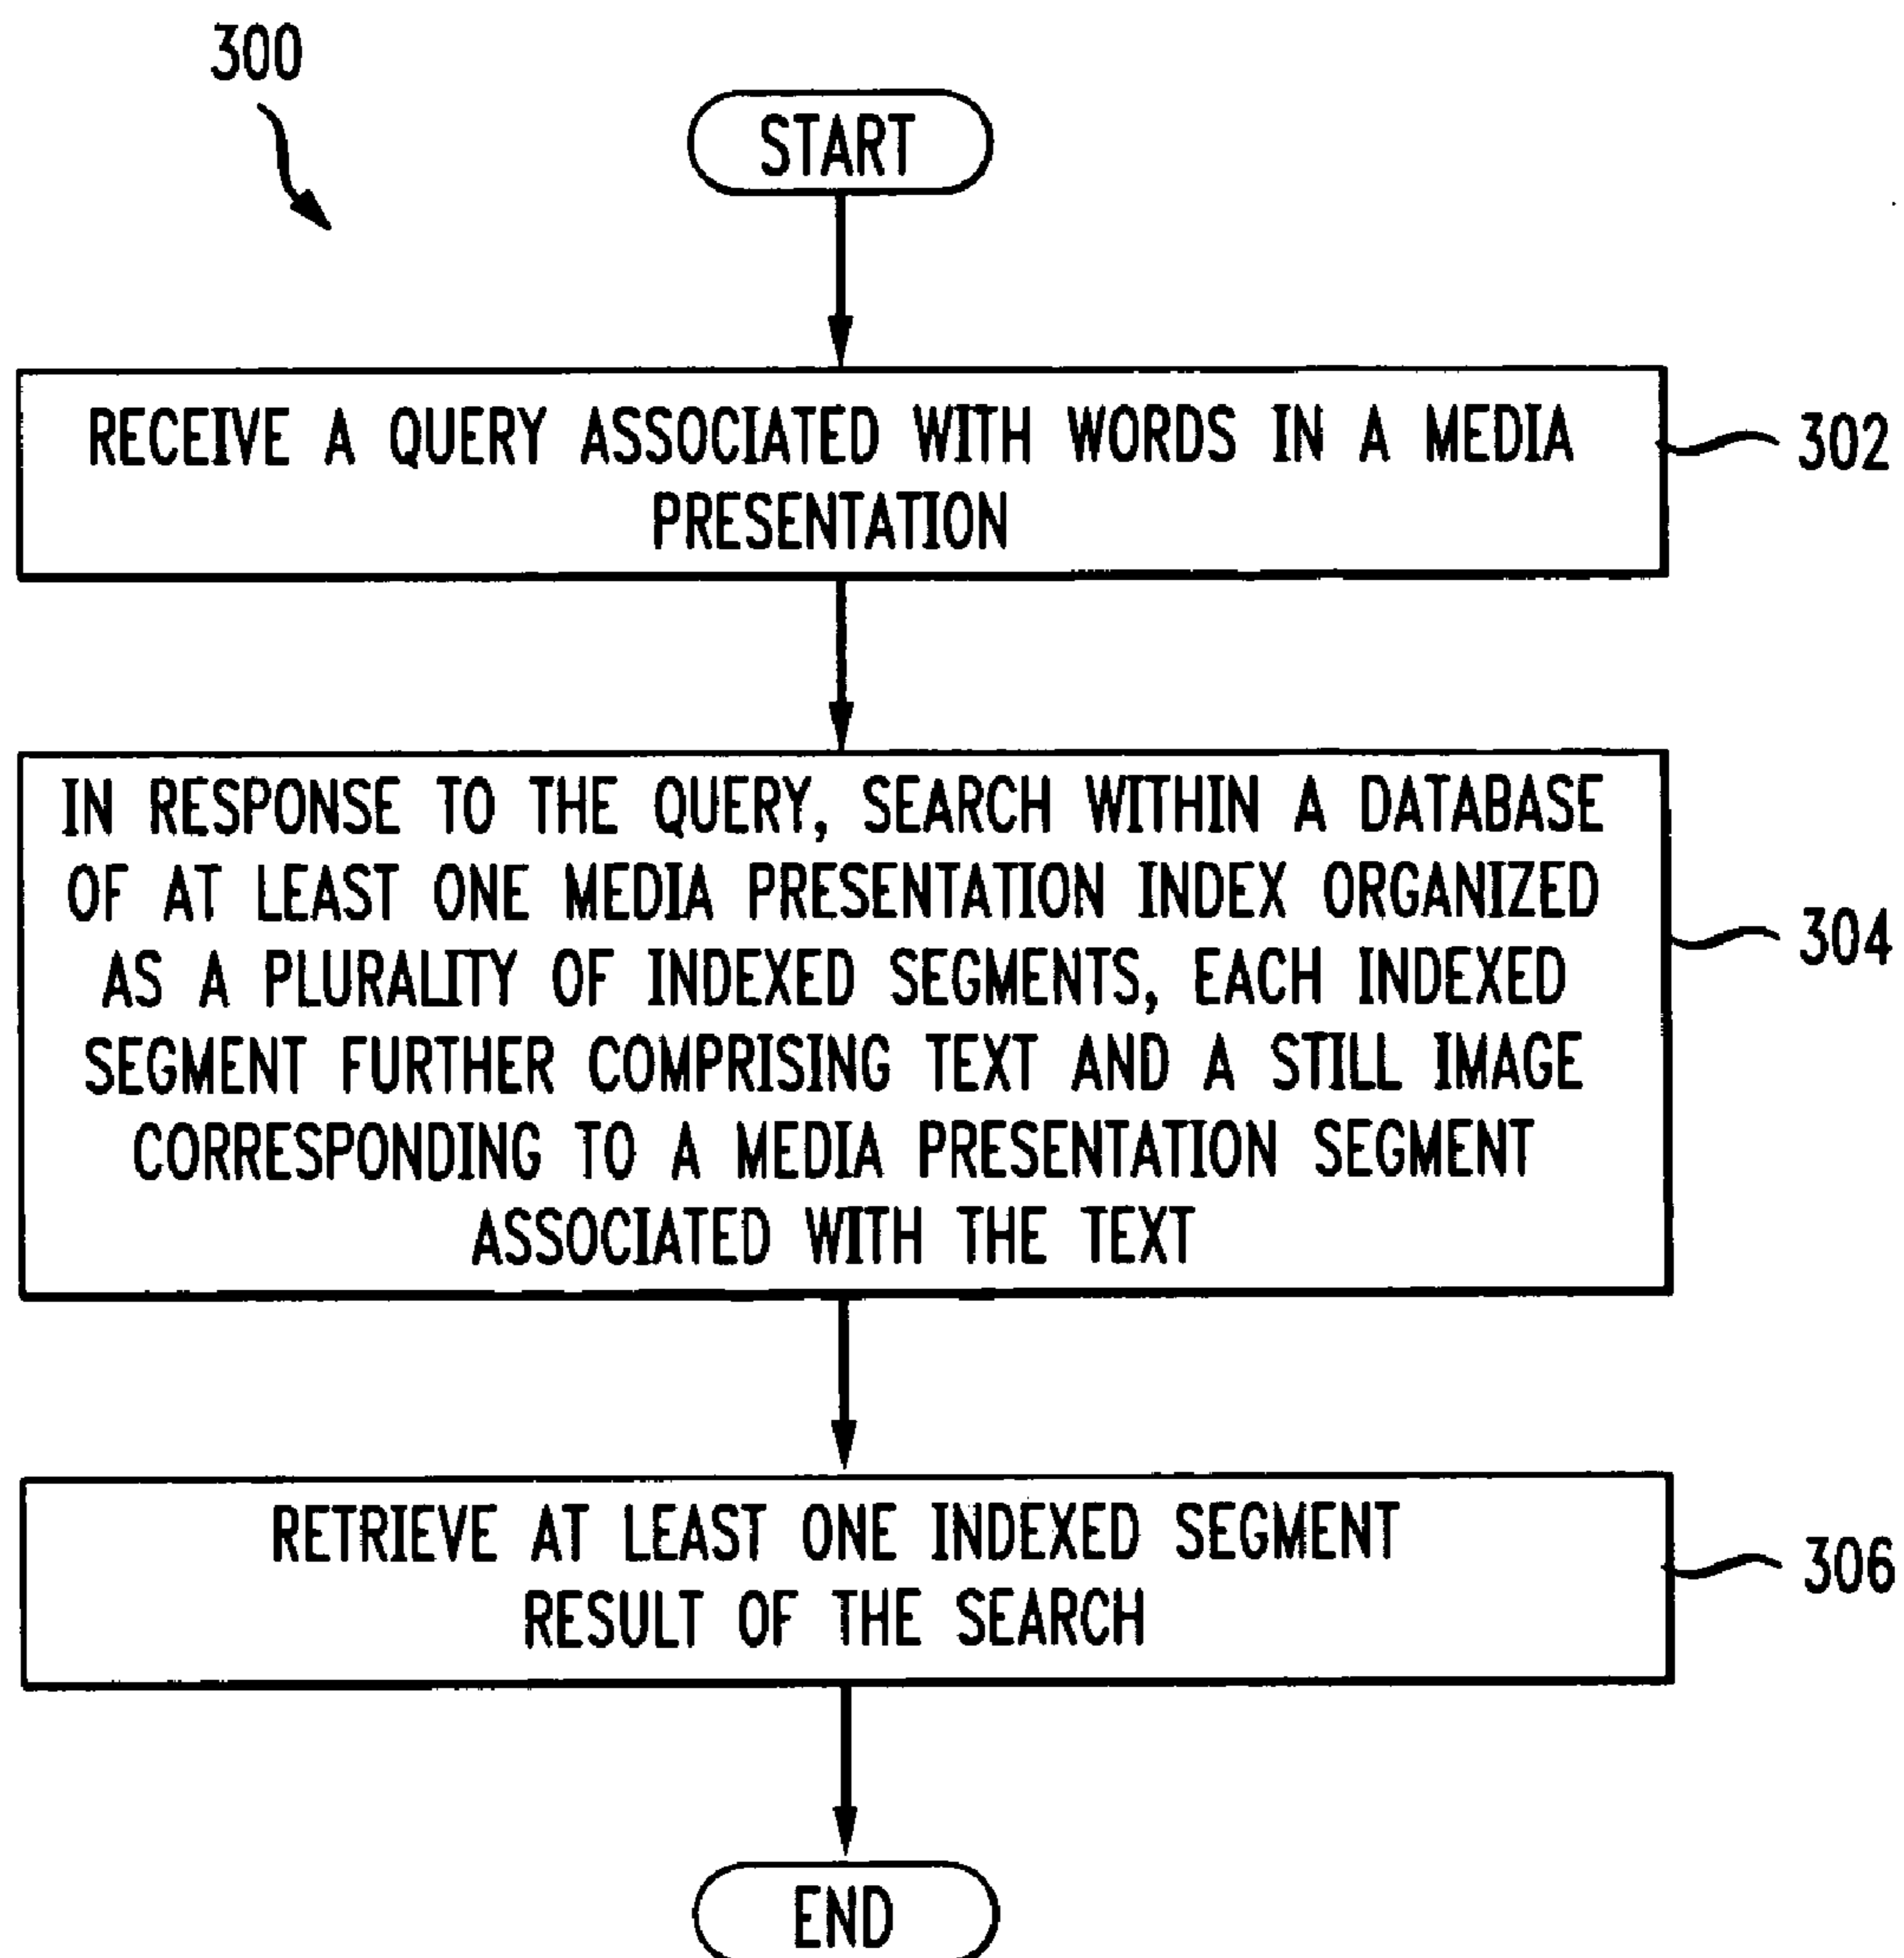 300
START
RECEIVE A QUERY ASSOCIATED WITH WORDS IN A MEDIA
PRESENTATION
302
IN RESPONSE TO THE QUERY, SEARCH WITHIN A DATABASE
OF AT LEAST ONE MEDIA PRESENTATION INDEX ORGANIZED
AS A PLURALITY OF INDEXED SEGMENTS, EACH INDEXED
SEGMENT FURTHER COMPRISING TEXT AND A STILL IMAGE
CORRESPONDING TO A MEDIA PRESENTATION SEGMENT
ASSOCIATED WITH THE TEXT
304
RETRIEVE AT LEAST ONE INDEXED SEGMENT
RESULT OF THE SEARCH
306
END